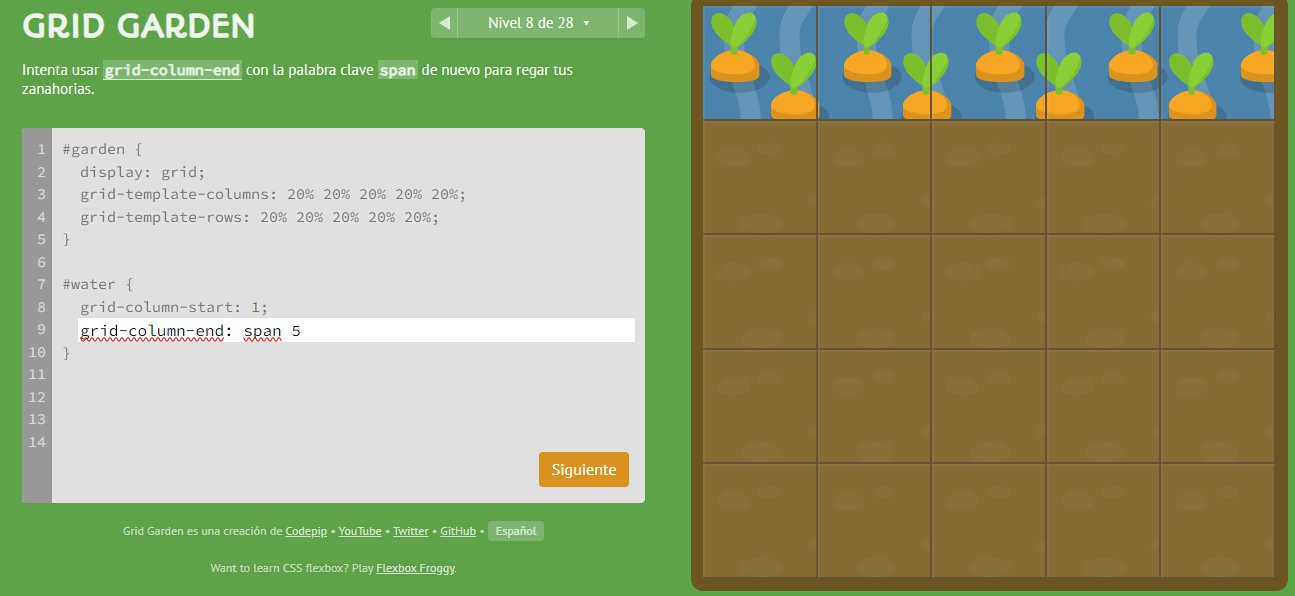 GRID GARDEN
◀ Nivel 8 de 28 ▾ ▶
Intenta usar grid-column-end con la palabra clave span de nuevo para regar tus
zanahorias.
1 #garden {
2 display: grid;
3 grid-template-columns: 20% 20% 20% 20% 20%;
4 grid-template-rows: 20% 20% 20% 20% 20%;
5 }
6
7 #water {
8 grid-column-start: 1;
9 grid-column-end: span 5
10 }
11
12
13
14
Siguiente
Grid Garden es una creación de Codepip • YouTube • Twitter • GitHub • Español
Want to learn CSS flexbox? Play Flexbox Froggy.